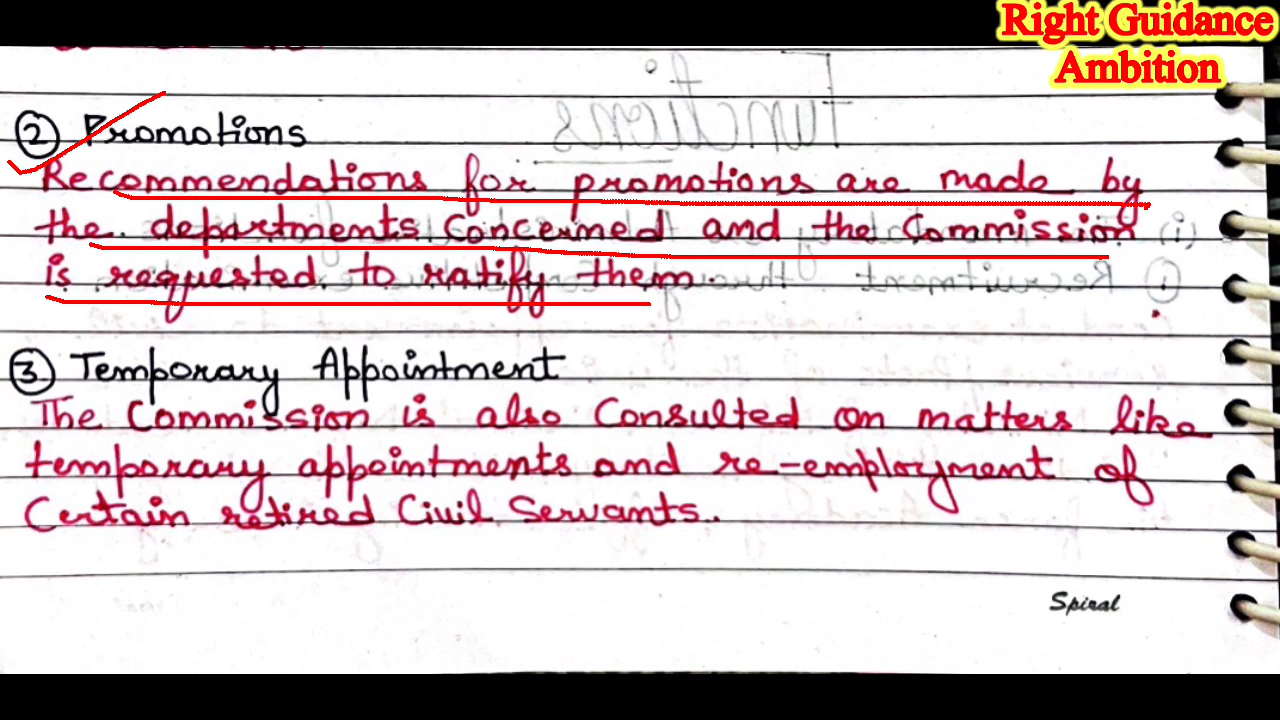 Right Guidance
Ambition
② Promotions
Recommendations for promotions are made by
the departments concerned and the Commission
is requested to ratify them.
③ Temporary Appointment
The Commission is also Consulted on matters like
temporary appointments and re-employment of
Certain retired Civil Servants.
Spiral